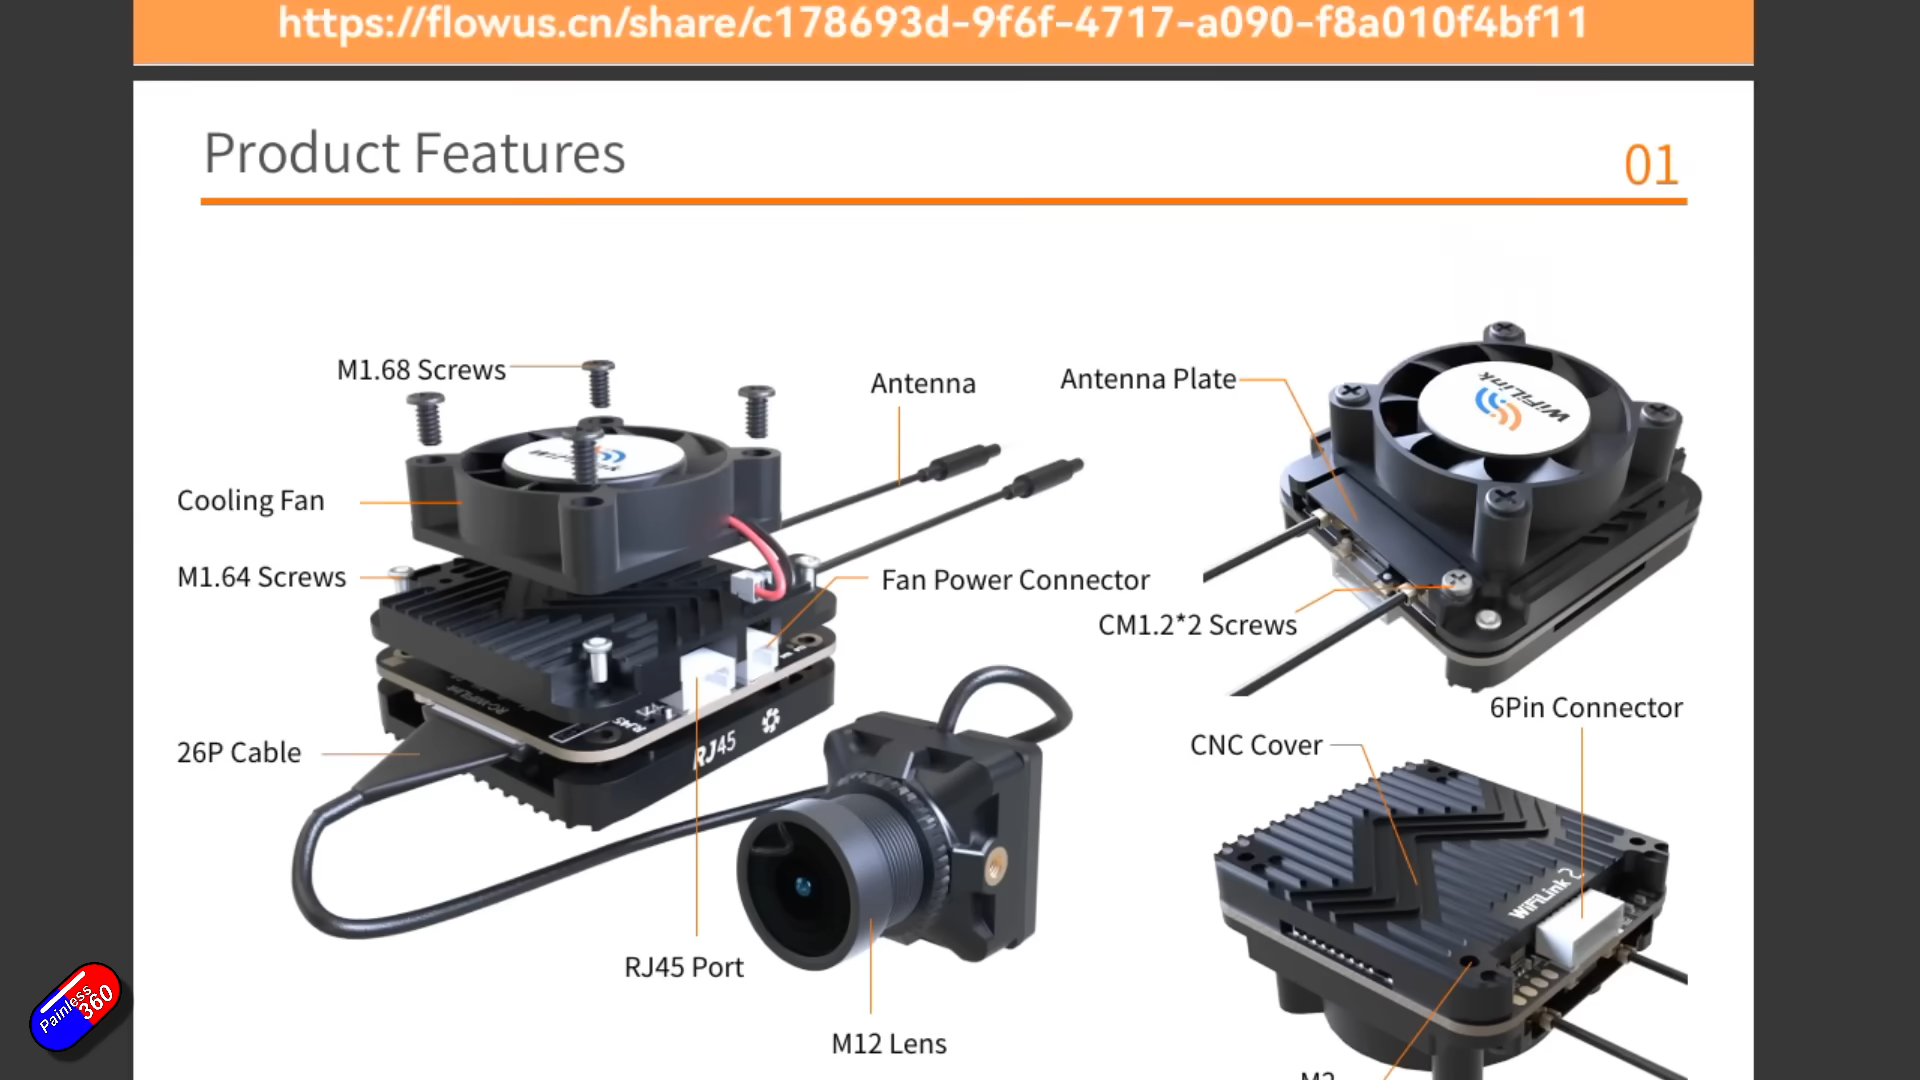 https://flowus.cn/share/c178693d-9f6f-4717-a090-f8a010f4bf11
Product Features
01
M1.68 Screws
Antenna
Antenna Plate
WiFiLink
Cooling Fan
M1.64 Screws
Fan Power Connector
CM1.2*2 Screws
6Pin Connector
CNC Cover
26P Cable
RJ45
RJ45
WiFiLink 2
RJ45 Port
M12 Lens
M2
Painless
360